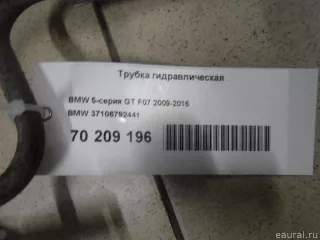 Трубка гидравлическая
BMW 5-серия GT F07 2009-2016
BMW 37106792441
70 209 196
eaural.ru